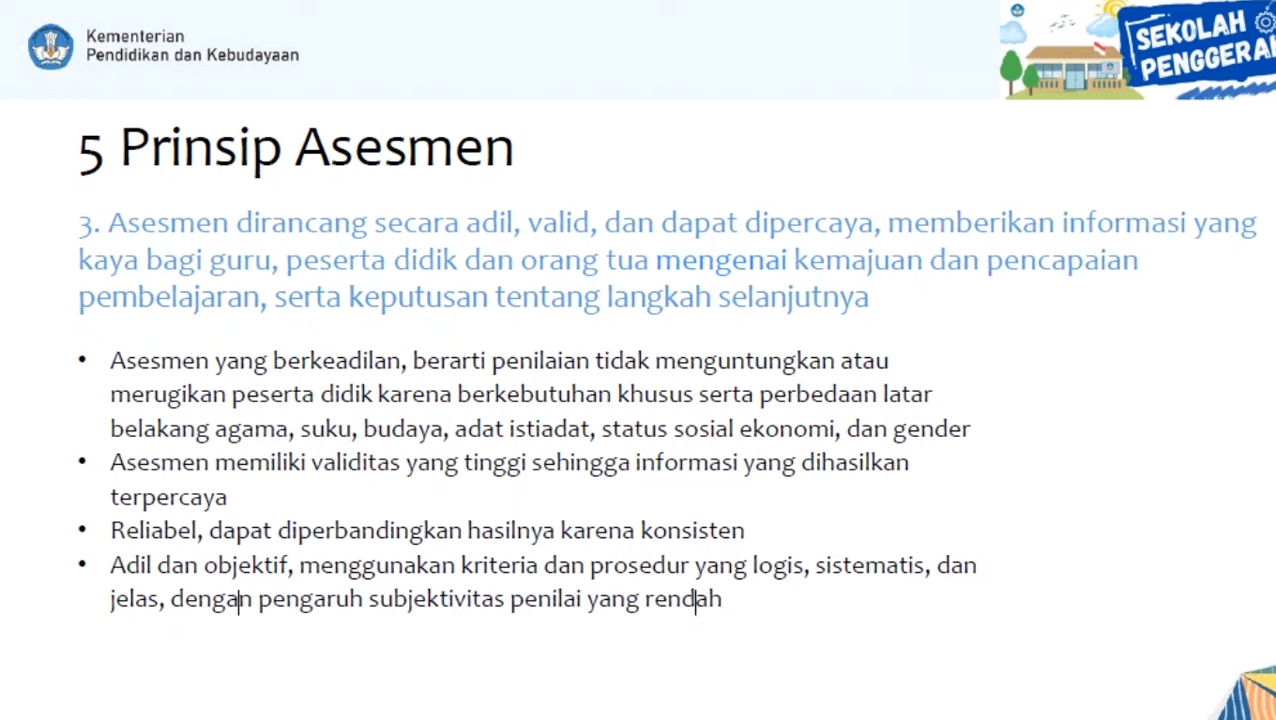 Kementerian
Pendidikan dan Kebudayaan
SEKOLAH
5 Prinsip Asesmen
3. Asesmen dirancang secara adil, valid, dan dapat dipercaya, memberikan informasi yang
kaya bagi guru, peserta didik dan orang tua mengenai kemajuan dan pencapaian
pembelajaran, serta keputusan tentang langkah selanjutnya
• Asesmen yang berkeadilan, berarti penilaian tidak menguntungkan atau
merugikan peserta didik karena berkebutuhan khusus serta perbedaan latar
belakang agama, suku, budaya, adat istiadat, status sosial ekonomi, dan gender
• Asesmen memiliki validitas yang tinggi sehingga informasi yang dihasilkan
terpercaya
• Reliabel, dapat diperbandingkan hasilnya karena konsisten
• Adil dan objektif, menggunakan kriteria dan prosedur yang logis, sistematis, dan
jelas, dengan pengaruh subjektivitas penilai yang rendah